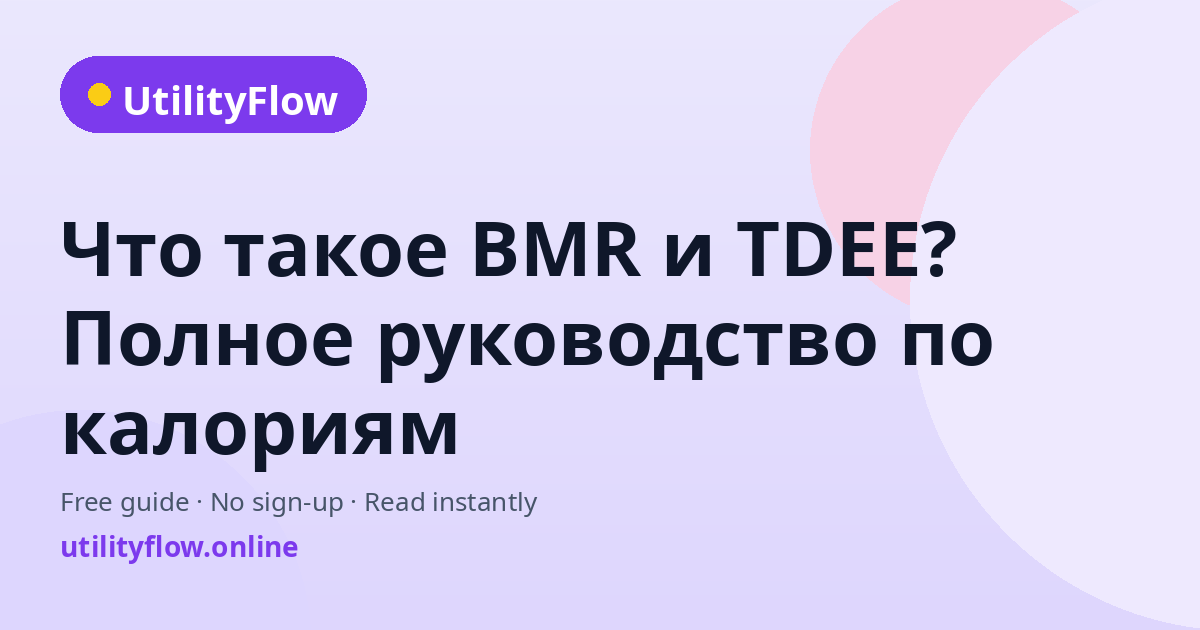 UtilityFlow
Что такое BMR и TDEE?
Полное руководство по
калориям
Free guide · No sign-up · Read instantly
utilityflow.online